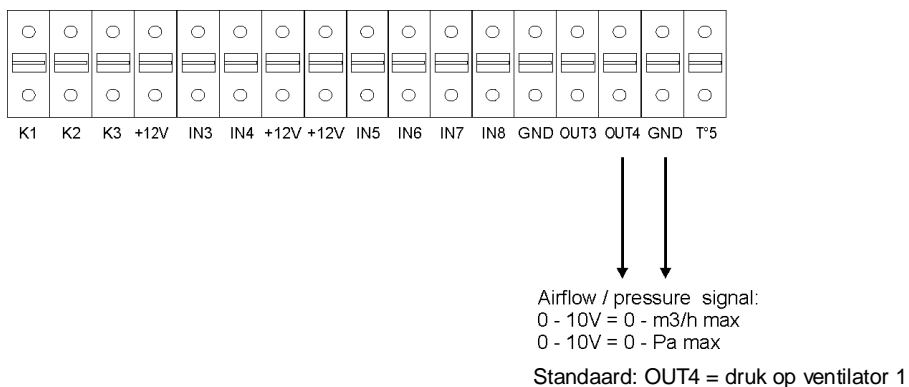 K1 K2 K3 +12V IN3 IN4 +12V +12V IN5 IN6 IN7 IN8 GND OUT3 OUT4 GND T°5
Airflow / pressure signal:
0 - 10V = 0 - m3/h max
0 - 10V = 0 - Pa max
Standaard: OUT4 = druk op ventilator 1